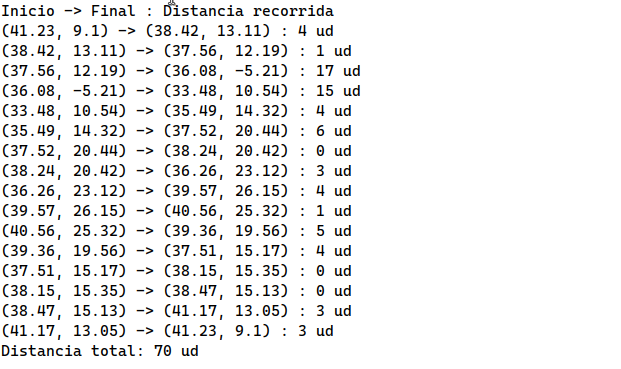 Inicio -> Final : Distancia recorrida
(41.23, 9.1) -> (38.42, 13.11) : 4 ud
(38.42, 13.11) -> (37.56, 12.19) : 1 ud
(37.56, 12.19) -> (36.08, -5.21) : 17 ud
(36.08, -5.21) -> (33.48, 10.54) : 15 ud
(33.48, 10.54) -> (35.49, 14.32) : 4 ud
(35.49, 14.32) -> (37.52, 20.44) : 6 ud
(37.52, 20.44) -> (38.24, 20.42) : 0 ud
(38.24, 20.42) -> (36.26, 23.12) : 3 ud
(36.26, 23.12) -> (39.57, 26.15) : 4 ud
(39.57, 26.15) -> (40.56, 25.32) : 1 ud
(40.56, 25.32) -> (39.36, 19.56) : 5 ud
(39.36, 19.56) -> (37.51, 15.17) : 4 ud
(37.51, 15.17) -> (38.15, 15.35) : 0 ud
(38.15, 15.35) -> (38.47, 15.13) : 0 ud
(38.47, 15.13) -> (41.17, 13.05) : 3 ud
(41.17, 13.05) -> (41.23, 9.1) : 3 ud
Distancia total: 70 ud